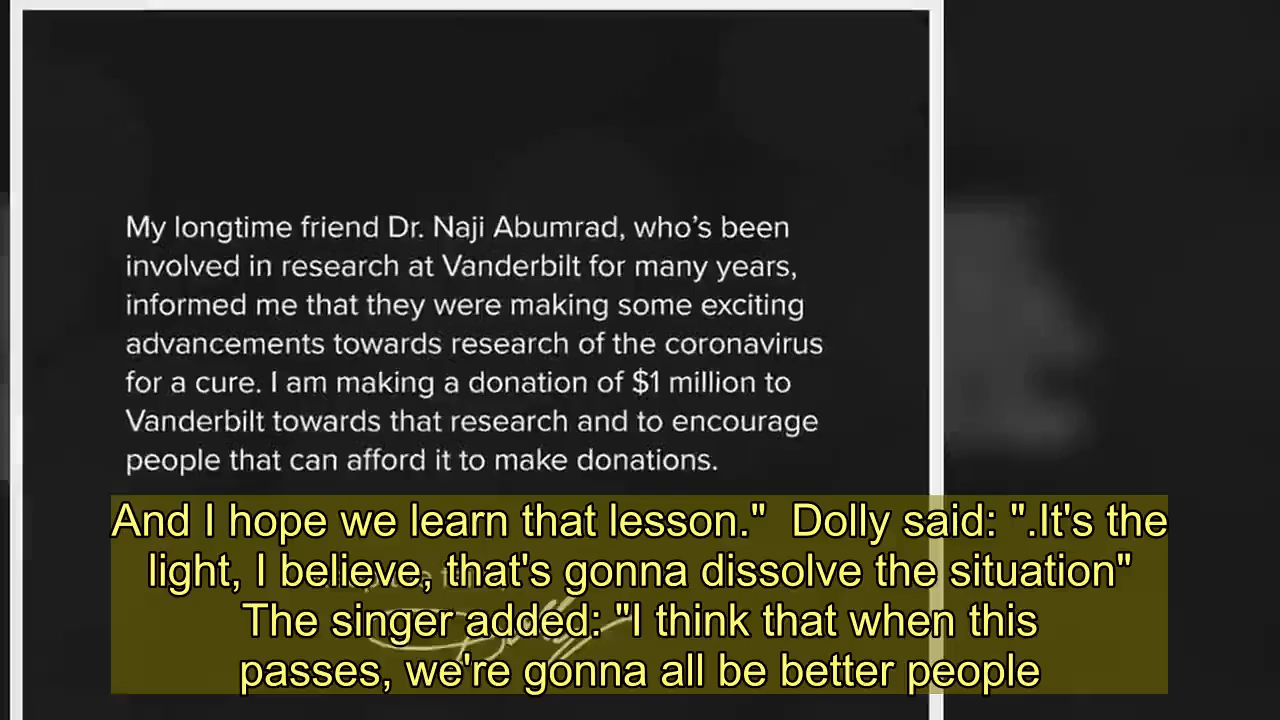 My longtime friend Dr. Naji Abumrad, who’s been
involved in research at Vanderbilt for many years,
informed me that they were making some exciting
advancements towards research of the coronavirus
for a cure. I am making a donation of $1 million to
Vanderbilt towards that research and to encourage
people that can afford it to make donations.
And I hope we learn that lesson."  Dolly said: ".It's the
light, I believe, that's gonna dissolve the situation"
The singer added: "I think that when this
passes, we're gonna all be better people